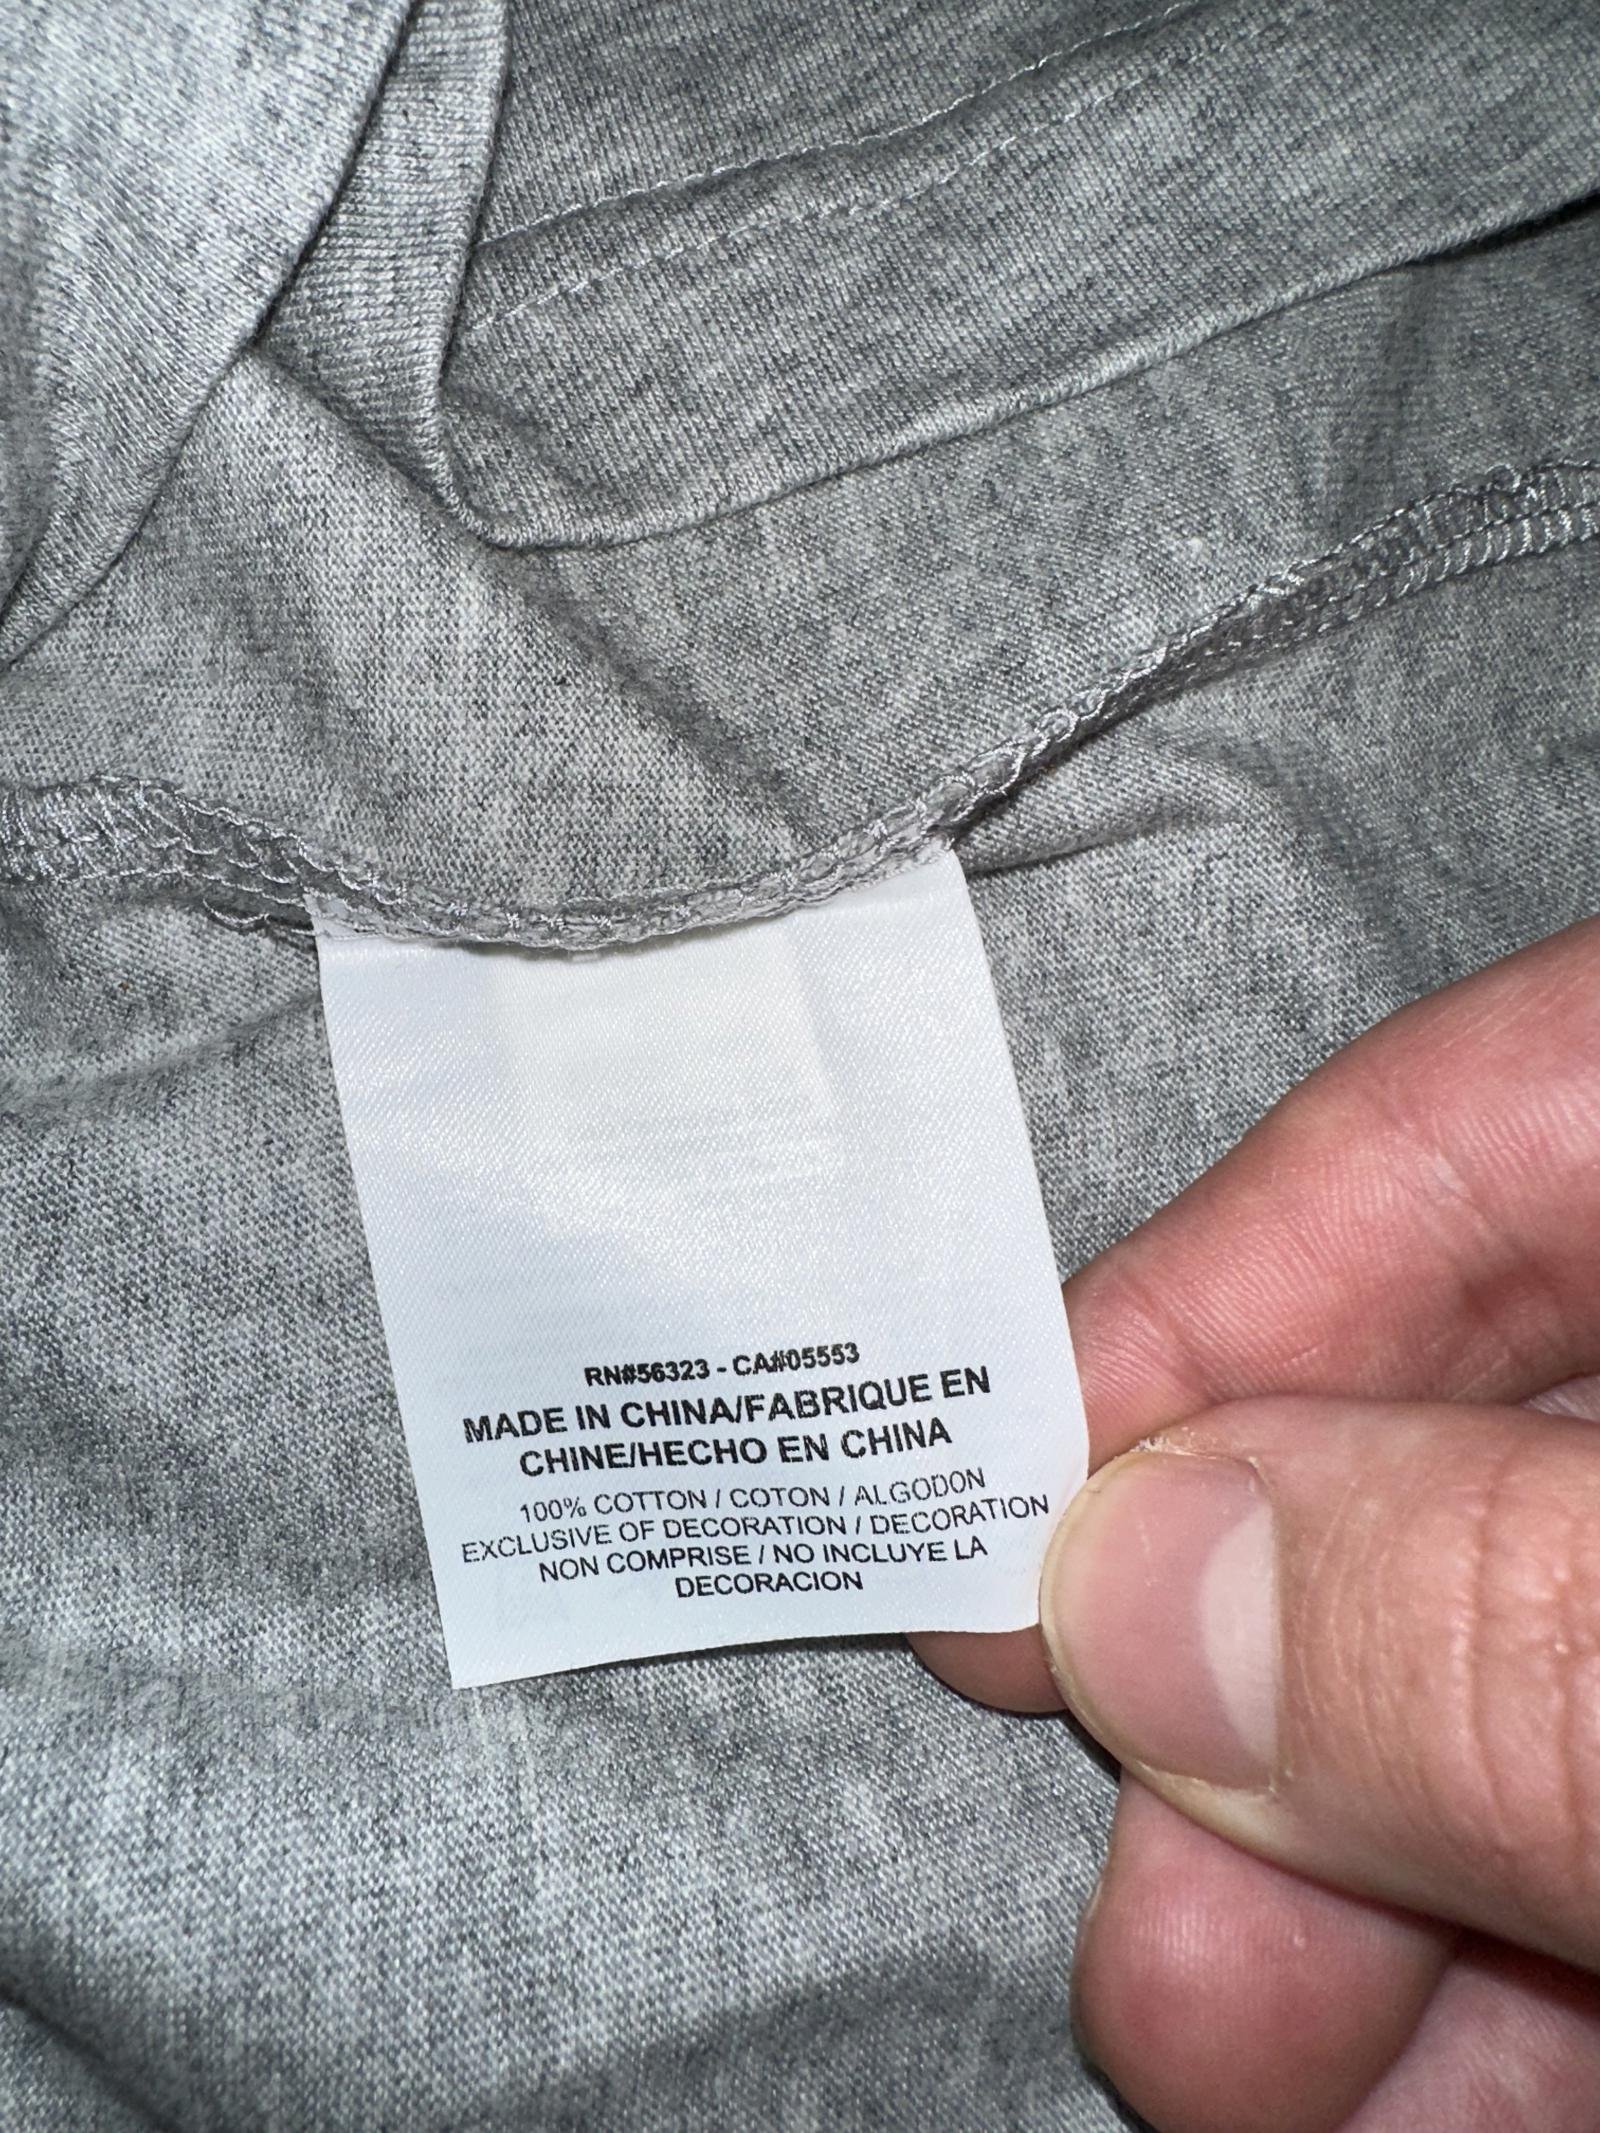 RN#56323 - CA#05553
MADE IN CHINA/FABRIQUE EN
CHINE/HECHO EN CHINA
100% COTTON / COTON / ALGODON
EXCLUSIVE OF DECORATION / DECORATION
NON COMPRISE / NO INCLUYE LA
DECORACION